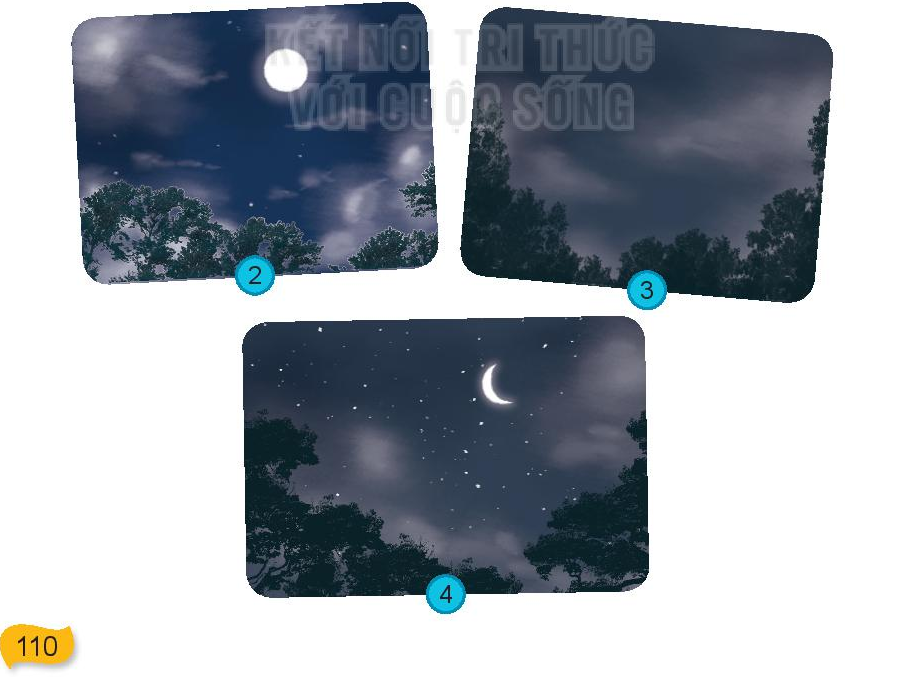 KẾT NỐI TRI THỨC
VỚI CUỘC SỐNG
2
3
4
110